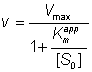 v = V_max / (1 + K_m^app / [S_0])